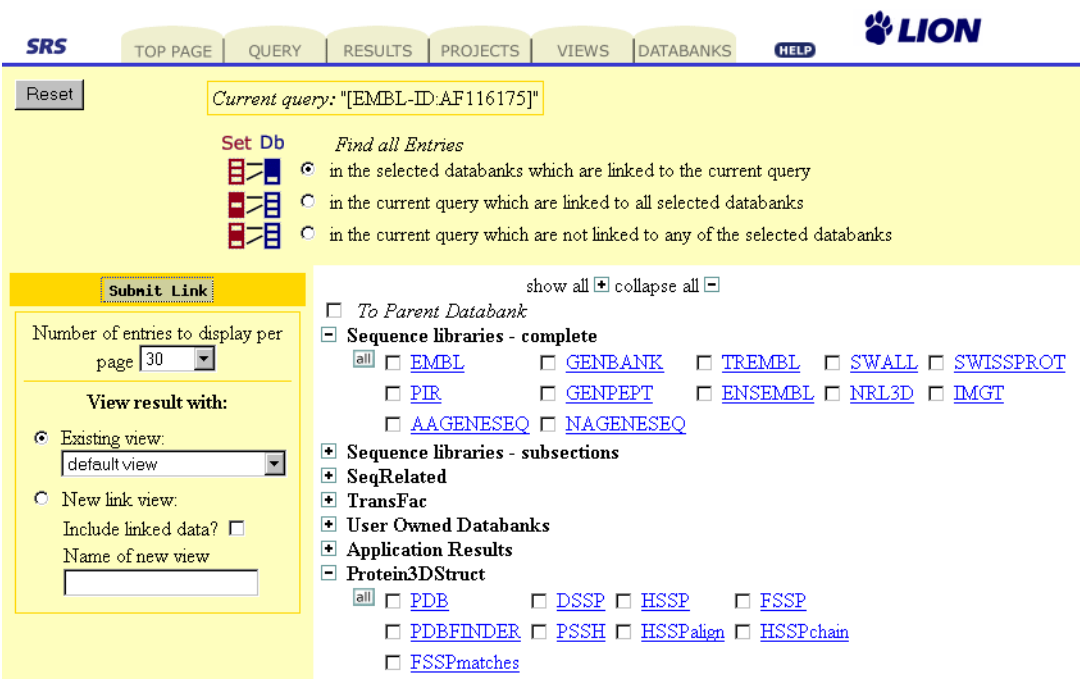 SRS TOP PAGE QUERY RESULTS PROJECTS VIEWS DATABANKS HELP LION
Reset Current query: "[EMBL-ID:AF116175]"
Set Db Find all Entries
in the selected databanks which are linked to the current query
in the current query which are linked to all selected databanks
in the current query which are not linked to any of the selected databanks
Submit Link
Number of entries to display per
page 30
View result with:
Existing view:
default view
New link view:
Include linked data?
Name of new view
show all + collapse all -
To Parent Databank
Sequence libraries - complete
all EMBL GENBANK TREMBL SWALL SWISSPROT
PIR GENPEPT ENSEMBL NRL3D IMGT
AAGENESEQ NAGENESEQ
Sequence libraries - subsections
SeqRelated
TransFac
User Owned Databanks
Application Results
Protein3DStruct
all PDB DSSP HSSP FSSP
PDBFINDER PSSH HSSPalign HSSPchain
FSSPmatches